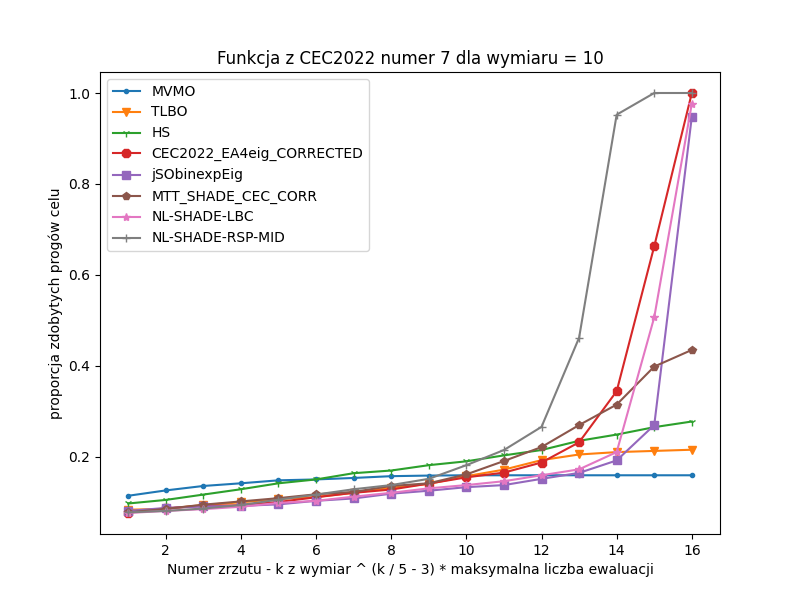 Funkcja z CEC2022 numer 7 dla wymiaru = 10
MVMO
TLBO
HS
CEC2022_EA4eig_CORRECTED
jSObinexpEig
MTT_SHADE_CEC_CORR
NL-SHADE-LBC
NL-SHADE-RSP-MID
proporcja zdobytych progów celu
1.0
0.8
0.6
0.4
0.2
2 4 6 8 10 12 14 16
Numer zrzutu - k z wymiar ^ (k / 5 - 3) * maksymalna liczba ewaluacji